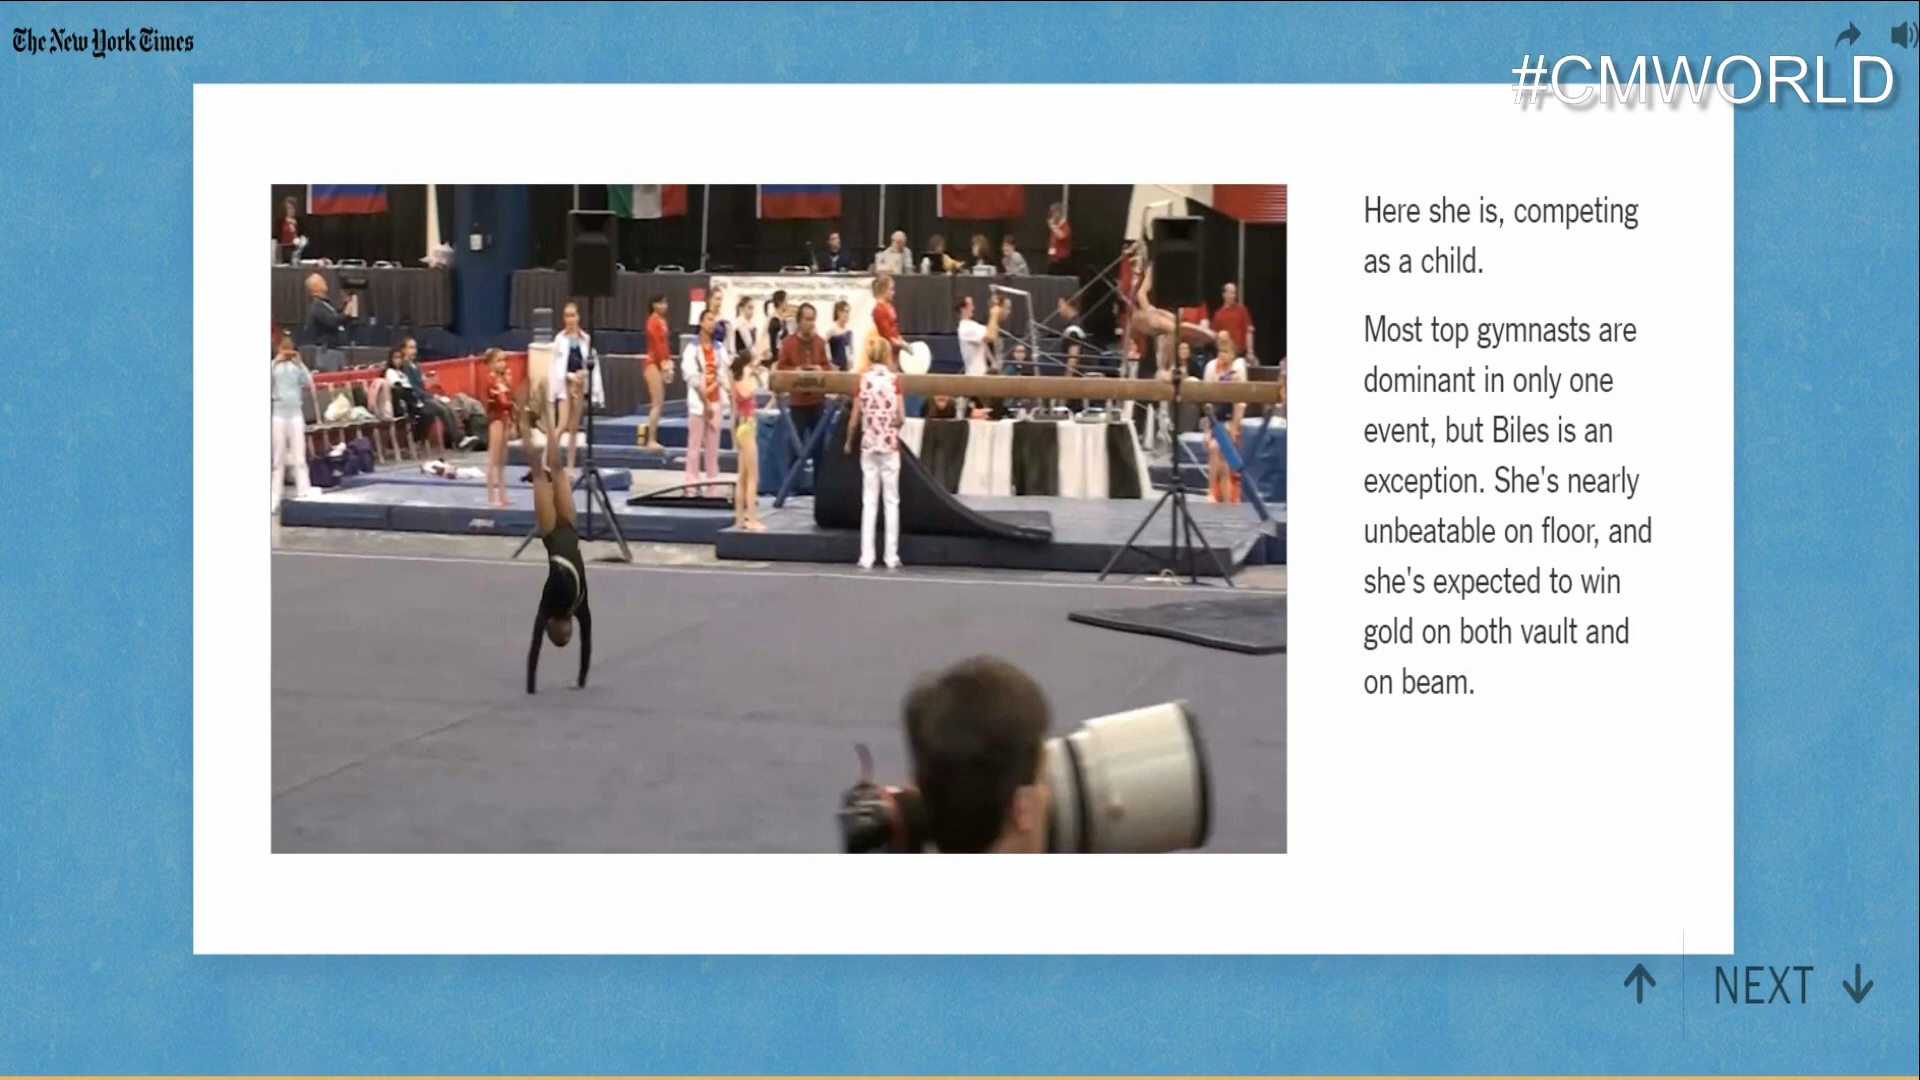 The New York Times
#CMWORLD
Here she is, competing
as a child.
Most top gymnasts are
dominant in only one
event, but Biles is an
exception. She's nearly
unbeatable on floor, and
she's expected to win
gold on both vault and
on beam.
NEXT